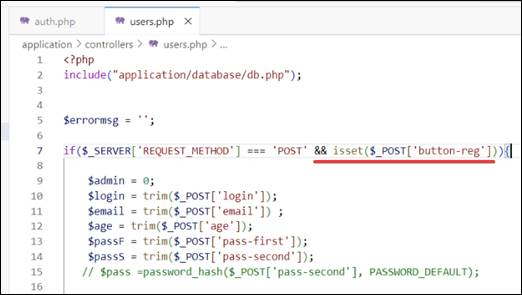 auth.php users.php ×
application > controllers > users.php > ...
1 <?php
2 include("application/database/db.php");
3
4
5 $errormsg = '';
6
7 if($_SERVER['REQUEST_METHOD'] === 'POST' && isset($_POST['button-reg'])){
8
9 $admin = 0;
10 $login = trim($_POST['login']);
11 $email = trim($_POST['email']) ;
12 $age = trim($_POST['age']);
13 $passF = trim($_POST['pass-first']);
14 $passS = trim($_POST['pass-second']);
15 // $pass =password_hash($_POST['pass-second'], PASSWORD_DEFAULT);